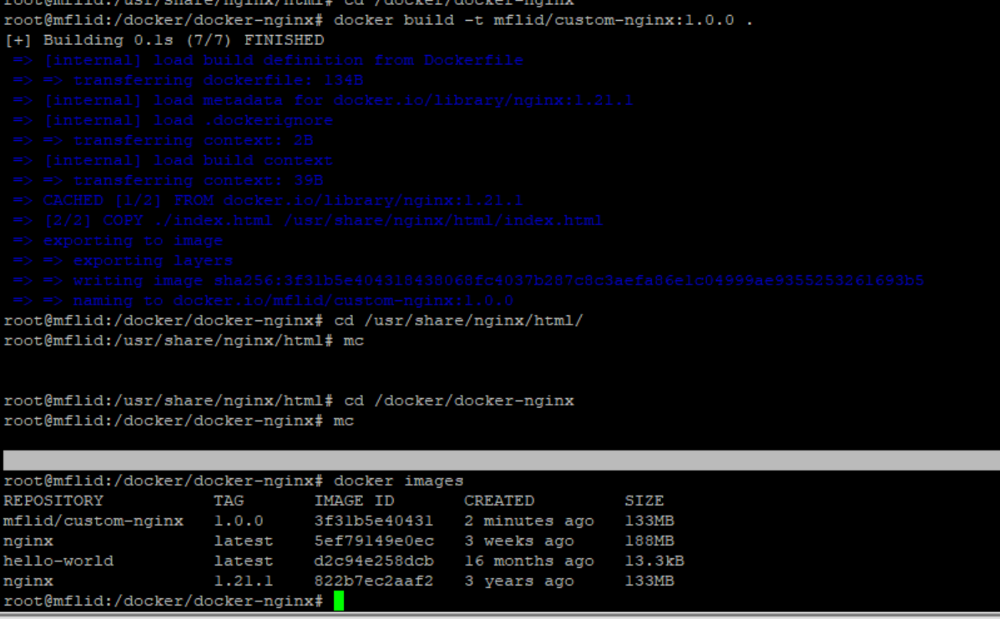 root@mflid:/usr/share/nginx/html# cd /docker/docker-nginx
root@mflid:/docker/docker-nginx# docker build -t mflid/custom-nginx:1.0.0 .
[+] Building 0.1s (7/7) FINISHED
=> [internal] load build definition from Dockerfile
=> => transferring dockerfile: 134B
=> [internal] load metadata for docker.io/library/nginx:1.21.1
=> [internal] load .dockerignore
=> => transferring context: 2B
=> [internal] load build context
=> => transferring context: 39B
=> CACHED [1/2] FROM docker.io/library/nginx:1.21.1
=> [2/2] COPY ./index.html /usr/share/nginx/html/index.html
=> exporting to image
=> => exporting layers
=> => writing image sha256:3f31b5e404318438068fc4037b287c8c3aefa86e1c04999ae9355253261693b5
=> => naming to docker.io/mflid/custom-nginx:1.0.0
root@mflid:/docker/docker-nginx# cd /usr/share/nginx/html/
root@mflid:/usr/share/nginx/html# mc
root@mflid:/usr/share/nginx/html# cd /docker/docker-nginx
root@mflid:/docker/docker-nginx# mc
root@mflid:/docker/docker-nginx# docker images
REPOSITORY TAG IMAGE ID CREATED SIZE
mflid/custom-nginx 1.0.0 3f31b5e40431 2 minutes ago 133MB
nginx latest 5ef79149e0ec 3 weeks ago 188MB
hello-world latest d2c94e258dcb 16 months ago 13.3kB
nginx 1.21.1 822b7ec2aaf2 3 years ago 133MB
root@mflid:/docker/docker-nginx#